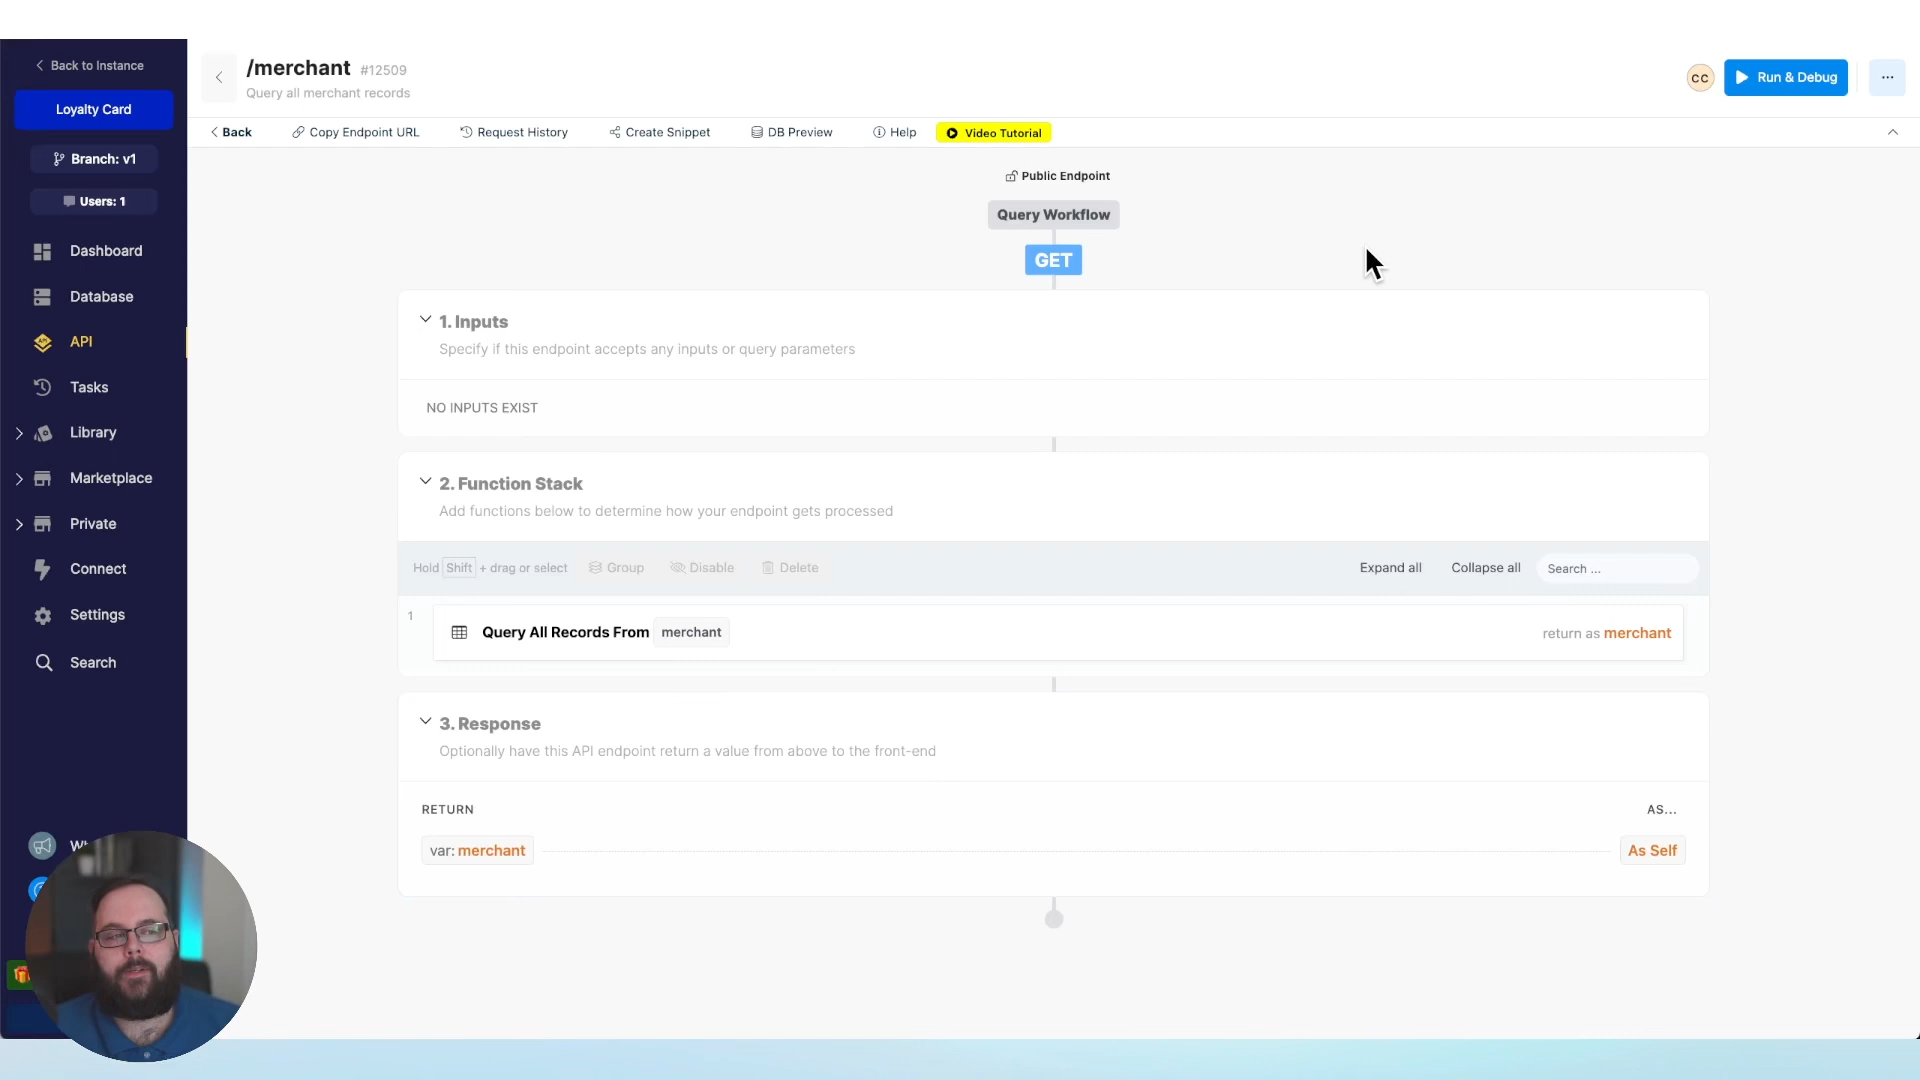 Back to Instance
Loyalty Card
Branch: v1
Users: 1
Dashboard
Database
API
Tasks
Library
Marketplace
Private
Connect
Settings
Search
/merchant #12509
Query all merchant records
CC
Run & Debug
...
Back
Copy Endpoint URL
Request History
Create Snippet
DB Preview
Help
Video Tutorial
Public Endpoint
Query Workflow
GET
1. Inputs
Specify if this endpoint accepts any inputs or query parameters
NO INPUTS EXIST
2. Function Stack
Add functions below to determine how your endpoint gets processed
Hold Shift + drag or select
Group
Disable
Delete
Expand all
Collapse all
Search ...
1
Query All Records From merchant
return as merchant
3. Response
Optionally have this API endpoint return a value from above to the front-end
RETURN
AS...
var: merchant
As Self